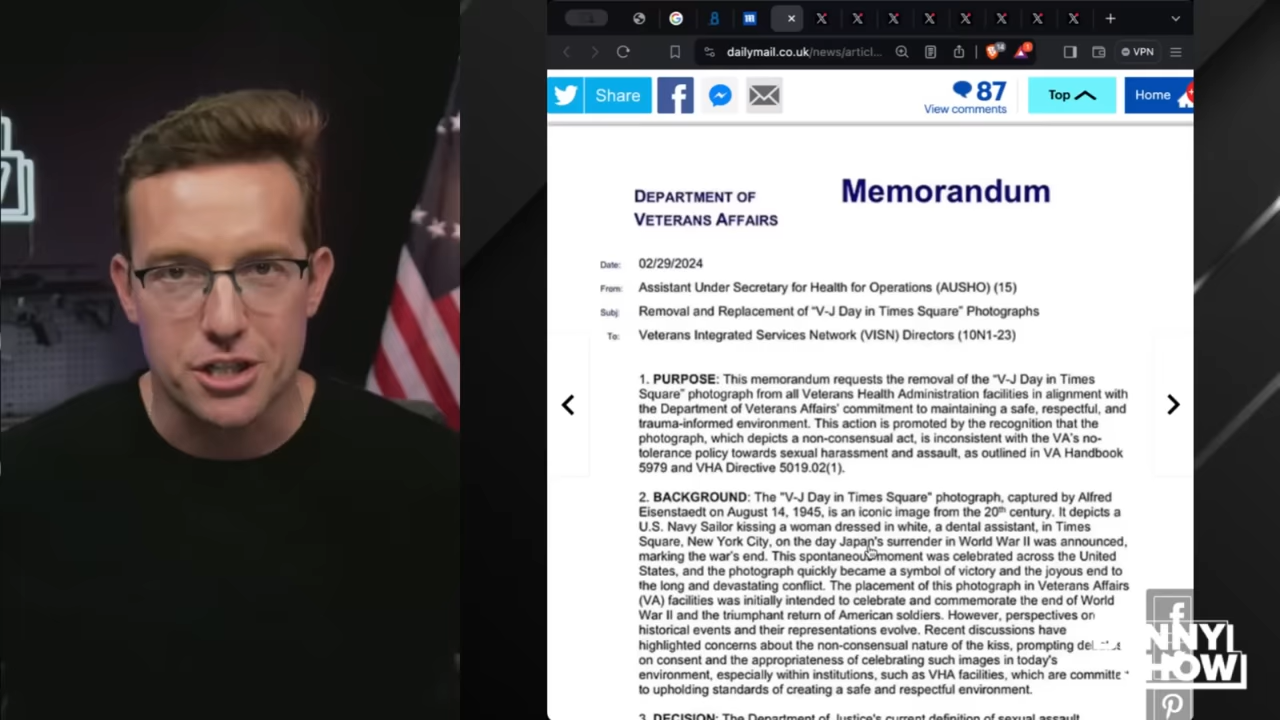 dailymail.co.uk/news/articl...
VPN
Share
87
View comments
Top
Home
DEPARTMENT OF
VETERANS AFFAIRS
Memorandum
Date: 02/29/2024
From: Assistant Under Secretary for Health for Operations (AUSHO) (15)
Subj: Removal and Replacement of "V-J Day in Times Square" Photographs
To: Veterans Integrated Services Network (VISN) Directors (10N1-23)
1. PURPOSE: This memorandum requests the removal of the "V-J Day in Times
Square" photograph from all Veterans Health Administration facilities in alignment with
the Department of Veterans Affairs' commitment to maintaining a safe, respectful, and
trauma-informed environment. This action is promoted by the recognition that the
photograph, which depicts a non-consensual act, is inconsistent with the VA's no-
tolerance policy towards sexual harassment and assault, as outlined in VA Handbook
5979 and VHA Directive 5019.02(1).
2. BACKGROUND: The "V-J Day in Times Square" photograph, captured by Alfred
Eisenstaedt on August 14, 1945, is an iconic image from the 20th century. It depicts a
U.S. Navy Sailor kissing a woman dressed in white, a dental assistant, in Times
Square, New York City, on the day Japan's surrender in World War II was announced,
marking the war's end. This spontaneous moment was celebrated across the United
States, and the photograph quickly became a symbol of victory and the joyous end to
the long and devastating conflict. The placement of this photograph in Veterans Affairs
(VA) facilities was initially intended to celebrate and commemorate the end of World
War II and the triumphant return of American soldiers. However, perspectives on
historical events and their representations evolve. Recent discussions have
highlighted concerns about the non-consensual nature of the kiss, prompting
on consent and the appropriateness of celebrating such images in today's
environment, especially within institutions, such as VHA facilities, which are
to upholding standards of creating a safe and respectful environment.
3. DECISION: The Department of Justice's current definition of sexual assault
NNY
HOW